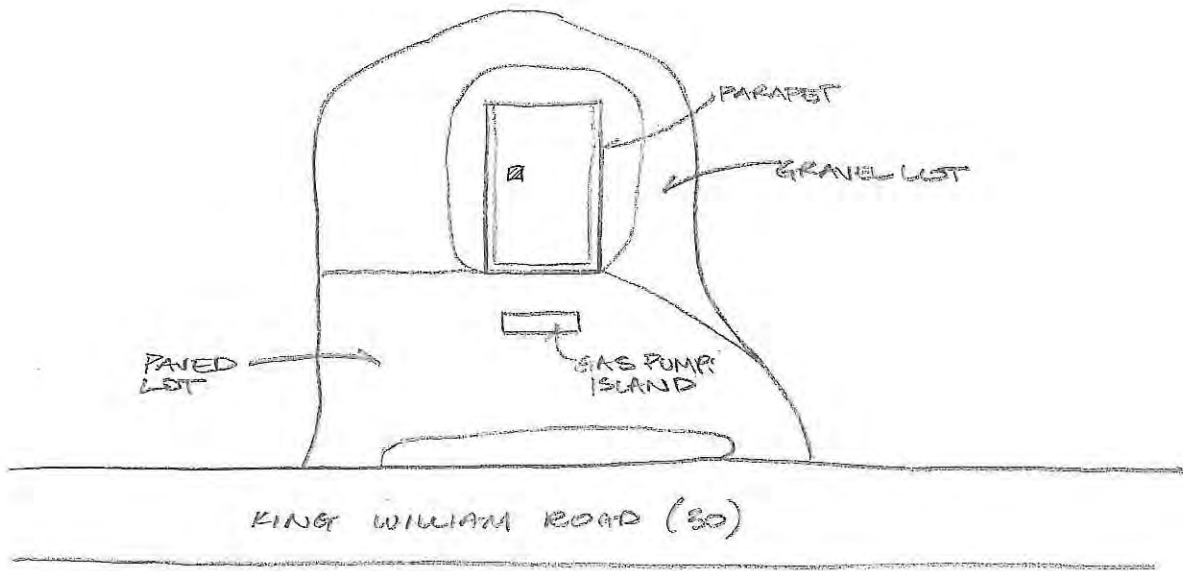 PARAPET
GRAVEL LOT
PAVED
LOT
GAS PUMP
ISLAND
KING WILLIAM ROAD (30)